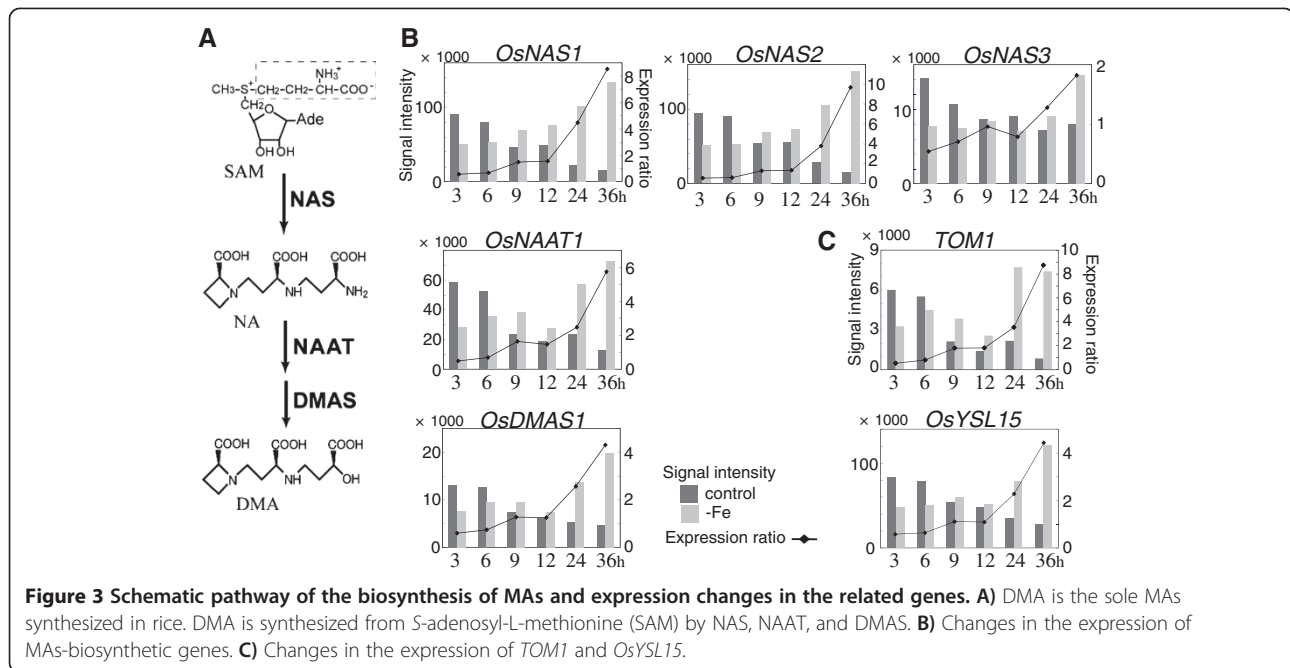 A
NH3+
CH3-S+-CH2-CH2-CH-COO-
CH2
O
Ade
OH OH
SAM
NAS
COOH COOH COOH
N NH NH2
NA
NAAT
DMAS
COOH COOH COOH
N NH OH
DMA
B
OsNAS1
× 1000
Signal intensity
100
0
8
6
4
2
0
Expression ratio
3 6 9 12 24 36h
OsNAS2
× 1000
100
0
10
8
6
4
2
0
3 6 9 12 24 36h
OsNAS3
× 1000
10
0
2
1
0
3 6 9 12 24 36h
OsNAAT1
× 1000
60
40
20
0
6
4
2
0
3 6 9 12 24 36h
C
TOM1
× 1000
Signal intensity
9
6
3
0
10
8
6
4
2
0
Expression ratio
3 6 9 12 24 36h
OsDMAS1
× 1000
20
10
0
4
2
0
3 6 9 12 24 36h
Signal intensity
control
-Fe
Expression ratio
OsYSL15
× 1000
100
0
4
2
0
3 6 9 12 24 36h
Figure 3 Schematic pathway of the biosynthesis of MAs and expression changes in the related genes. A) DMA is the sole MAs
synthesized in rice. DMA is synthesized from S-adenosyl-L-methionine (SAM) by NAS, NAAT, and DMAS. B) Changes in the expression of
MAs-biosynthetic genes. C) Changes in the expression of TOM1 and OsYSL15.